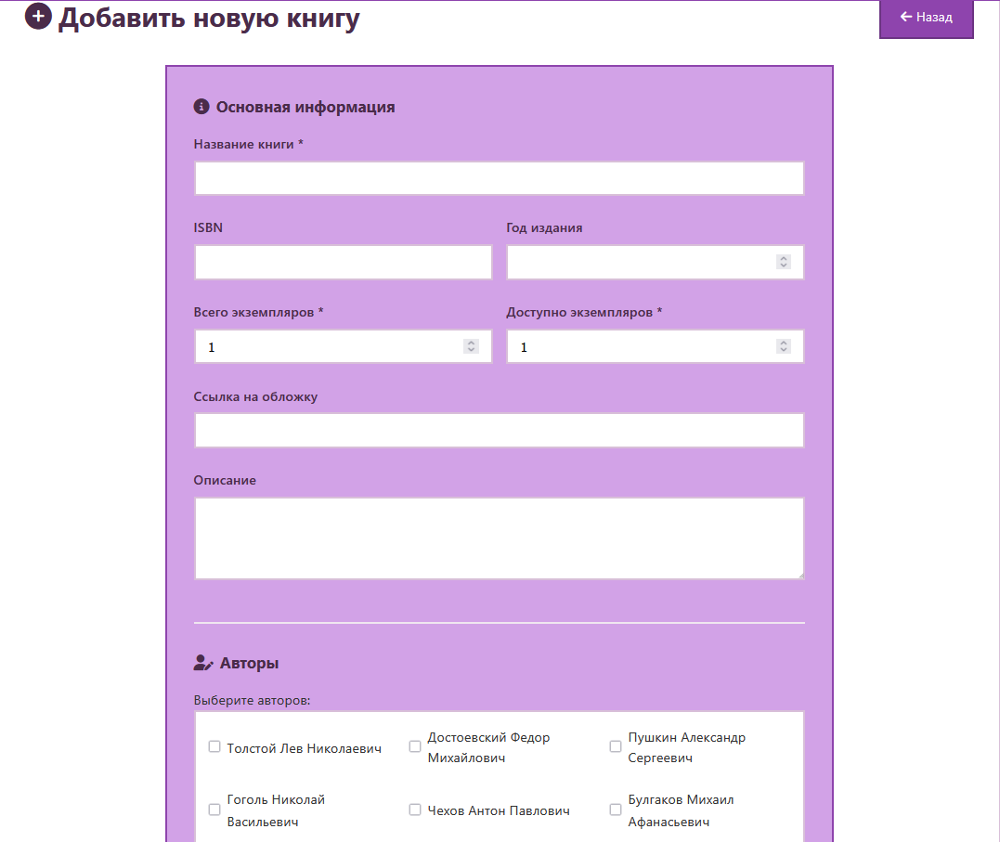 Добавить новую книгу
Назад
Основная информация
Название книги *
ISBN
Год издания
Всего экземпляров *
Доступно экземпляров *
1
1
Ссылка на обложку
Описание
Авторы
Выберите авторов:
Толстой Лев Николаевич
Достоевский Федор
Михайлович
Пушкин Александр
Сергеевич
Гоголь Николай
Васильевич
Чехов Антон Павлович
Булгаков Михаил
Афанасьевич